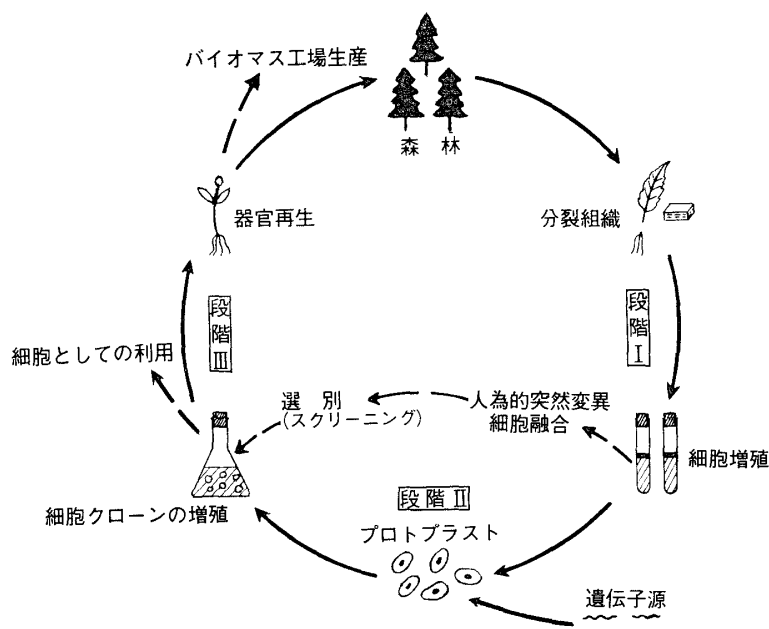 バイオマス工場生産
森 林
器官再生
分裂組織
段階Ⅲ
段階Ⅰ
細胞としての利用
選 別
(スクリーニング)
人為的突然変異
細胞融合
細胞増殖
段階Ⅱ
細胞クローンの増殖
プロトプラスト
遺伝子源